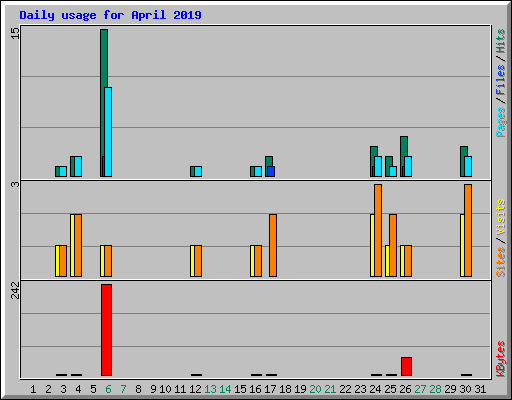 Daily usage for April 2019
15
3
242
Pages / Files / Hits
Sites / Visits
KBytes
1 2 3 4 5 6 7 8 9 10 11 12 13 14 15 16 17 18 19 20 21 22 23 24 25 26 27 28 29 30 31